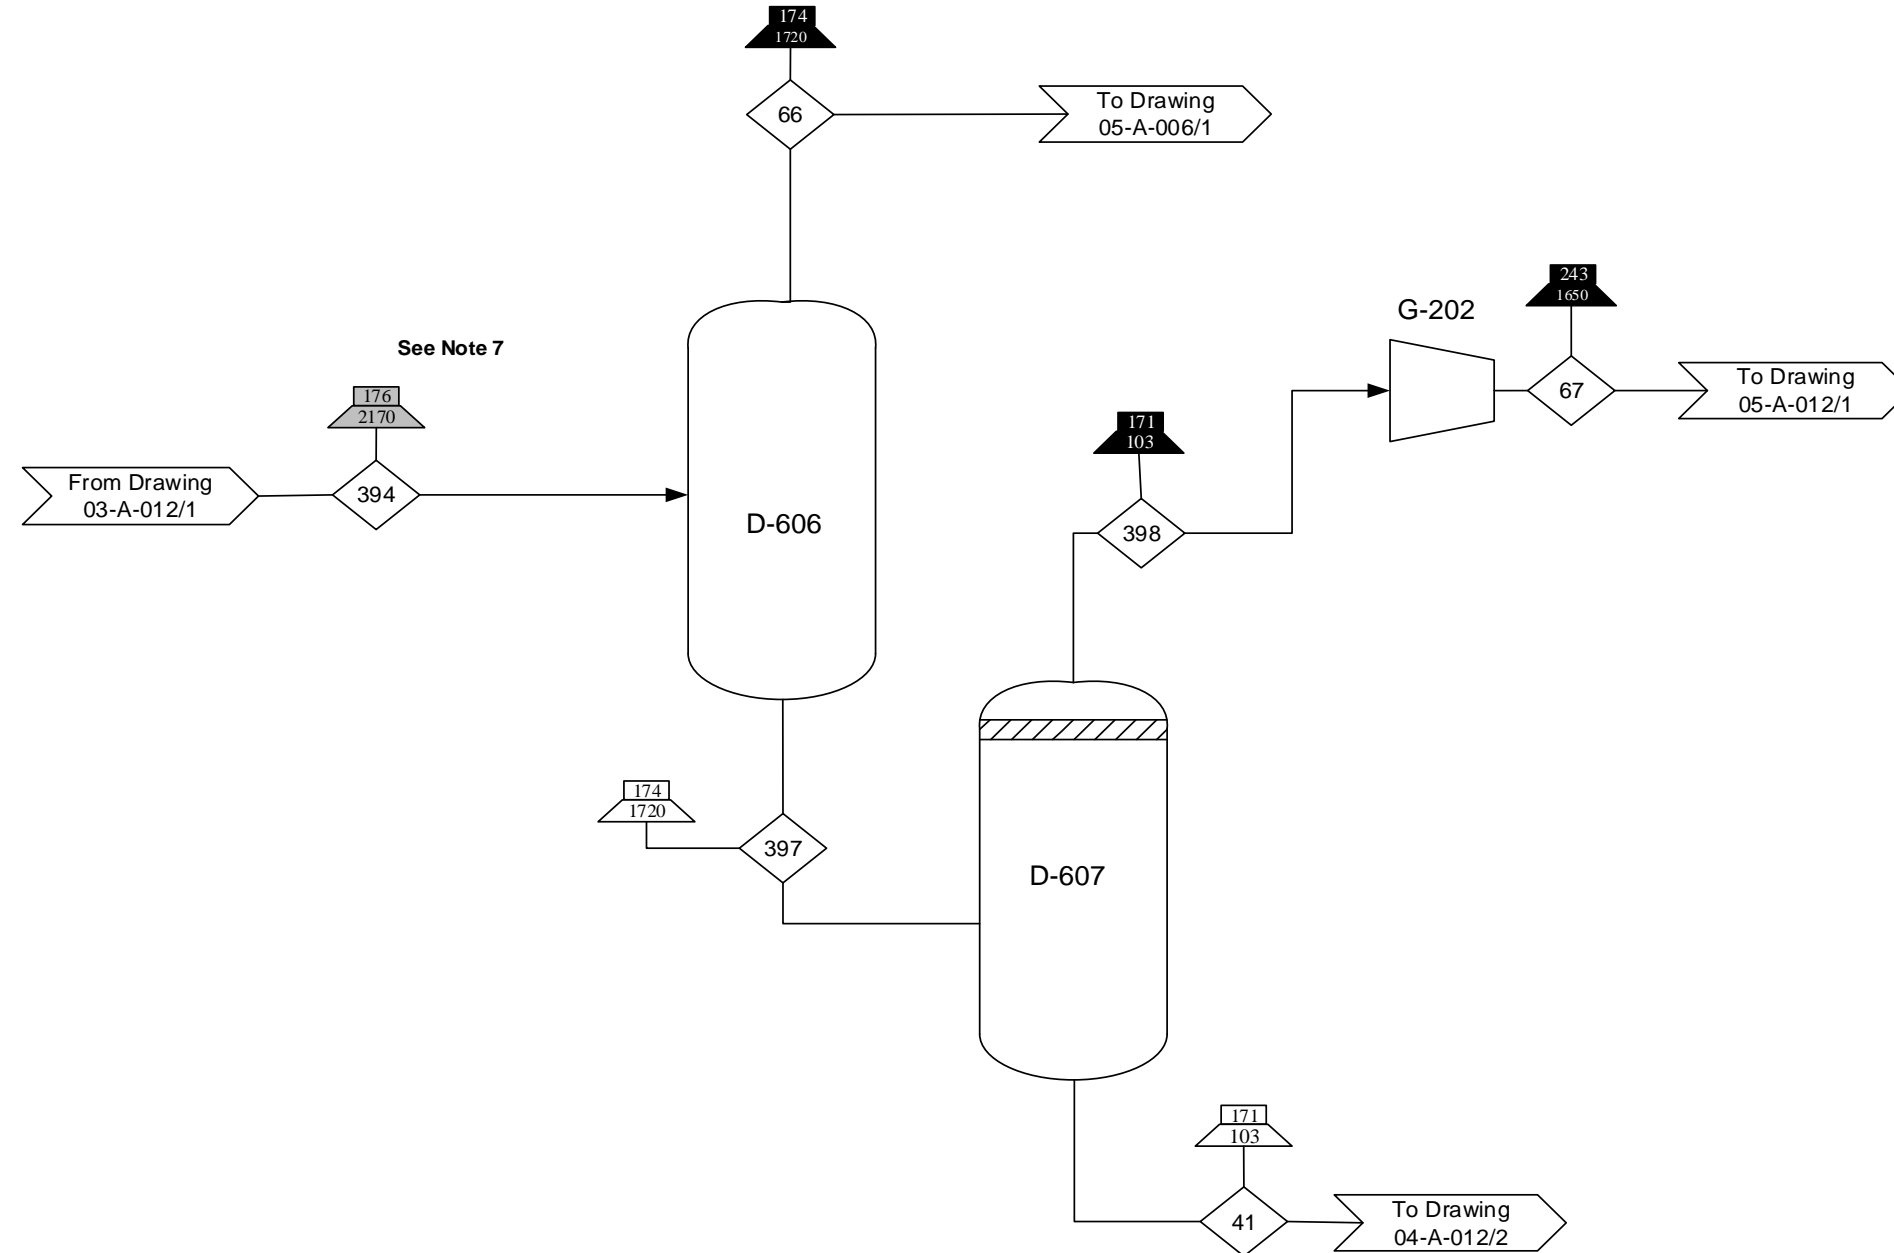 174
1720
66
To Drawing
05-A-006/1
243
1650
G-202
67
To Drawing
05-A-012/1
See Note 7
176
2170
From Drawing
03-A-012/1
394
D-606
171
103
398
174
1720
397
D-607
171
103
41
To Drawing
04-A-012/2